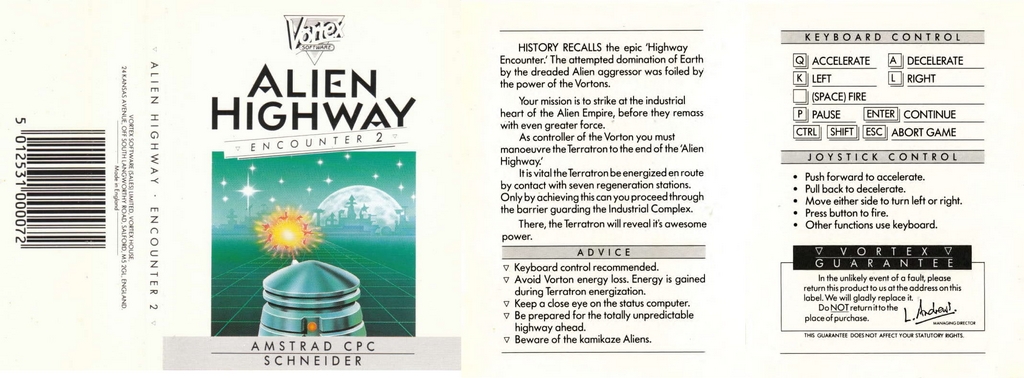 5 012531 000072
VORTEX SOFTWARE (SALES) LIMITED, VORTEX HOUSE,
24 KANSAS AVENUE, OFF SOUTH LANGWORTHY ROAD, SALFORD, M5 2GL, ENGLAND.
Made in England
▽ ALIEN HIGHWAY · ENCOUNTER 2 ▽
Vortex
SOFTWARE
ALIEN
HIGHWAY
▽ ENCOUNTER 2 ▽
AMSTRAD CPC
SCHNEIDER
HISTORY RECALLS the epic 'Highway
Encounter.' The attempted domination of Earth
by the dreaded Alien aggressor was foiled by
the power of the Vortons.
Your mission is to strike at the industrial
heart of the Alien Empire, before they remass
with even greater force.
As controller of the Vorton you must
manoeuvre the Terratron to the end of the 'Alien
Highway.'
It is vital the Terratron be energized en route
by contact with seven regeneration stations.
Only by achieving this can you proceed through
the barrier guarding the Industrial Complex.
There, the Terratron will reveal it's awesome
power.
ADVICE
▽ Keyboard control recommended.
▽ Avoid Vorton energy loss. Energy is gained
during Terratron energization.
▽ Keep a close eye on the status computer.
▽ Be prepared for the totally unpredictable
highway ahead.
▽ Beware of the kamikaze Aliens.
KEYBOARD CONTROL
Q ACCELERATE A DECELERATE
K LEFT L RIGHT
(SPACE) FIRE
P PAUSE ENTER CONTINUE
CTRL SHIFT ESC ABORT GAME
JOYSTICK CONTROL
• Push forward to accelerate.
• Pull back to decelerate.
• Move either side to turn left or right.
• Press button to fire.
• Other functions use keyboard.
▽ VORTEX ▽
GUARANTEE
In the unlikely event of a fault, please
return this product to us at the address on this
label. We will gladly replace it.
Do NOT return it to the
place of purchase.
L. Andrew.
MANAGING DIRECTOR
THIS GUARANTEE DOES NOT AFFECT YOUR STATUTORY RIGHTS.